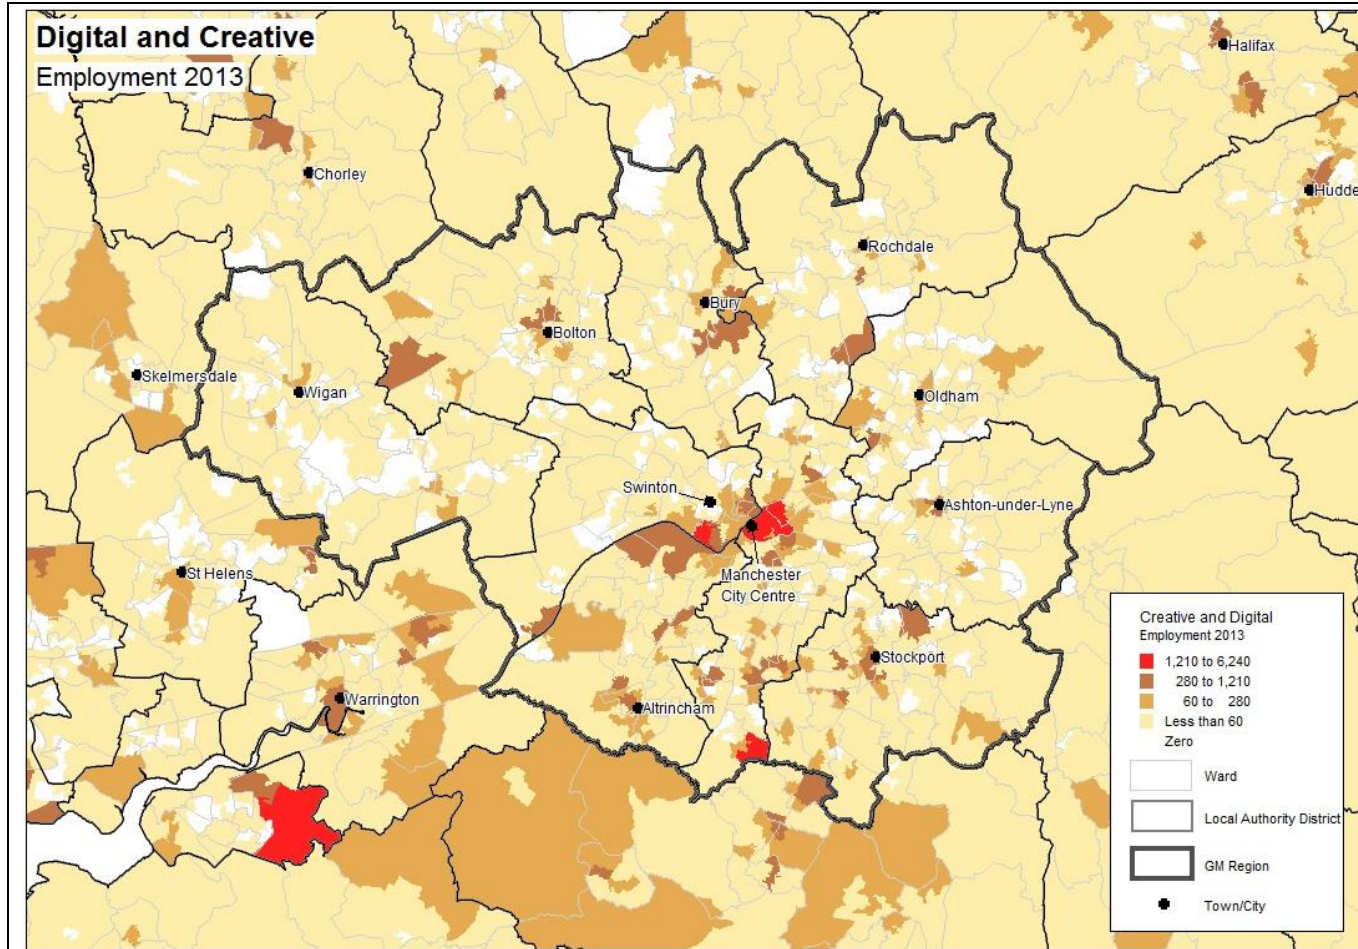 Digital and Creative
Employment 2013
Halifax
Chorley
Hudde
Rochdale
Bury
Bolton
Skelmersdale
Wigan
Oldham
Swinton
Ashton-under-Lyne
St Helens
Manchester
City Centre
Stockport
Warrington
Altrincham
Creative and Digital
Employment 2013
1,210 to 6,240
280 to 1,210
60 to 280
Less than 60
Zero
Ward
Local Authority District
GM Region
Town/City